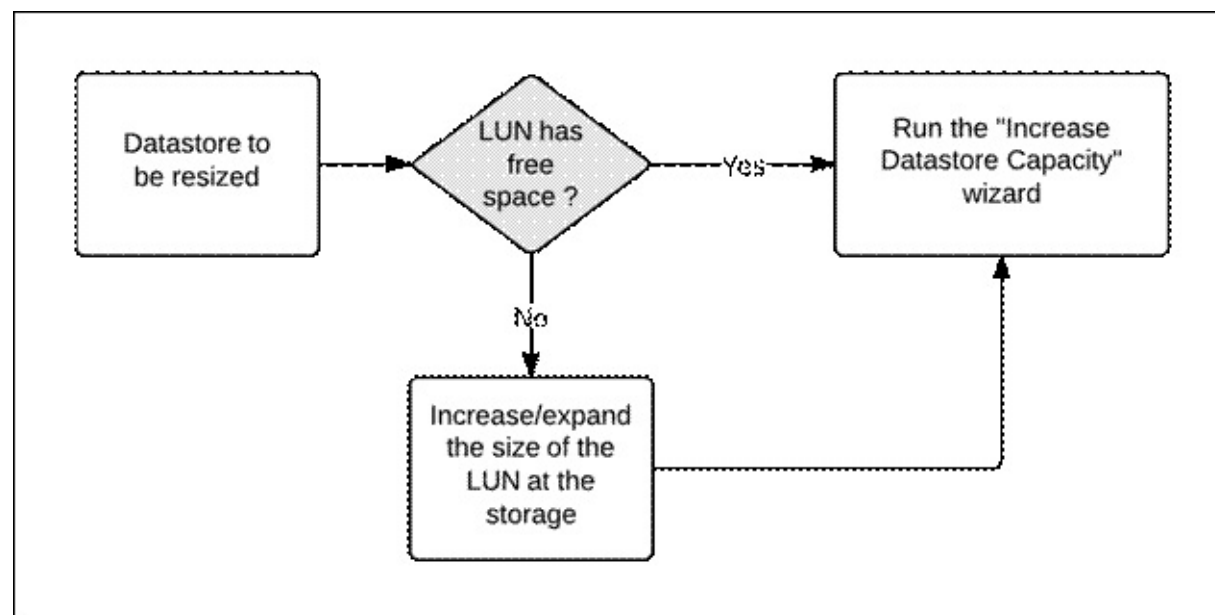 Datastore to
be resized
LUN has
free
space ?
Yes
Run the "Increase
Datastore Capacity"
wizard
No
Increase/expand
the size of the
LUN at the
storage